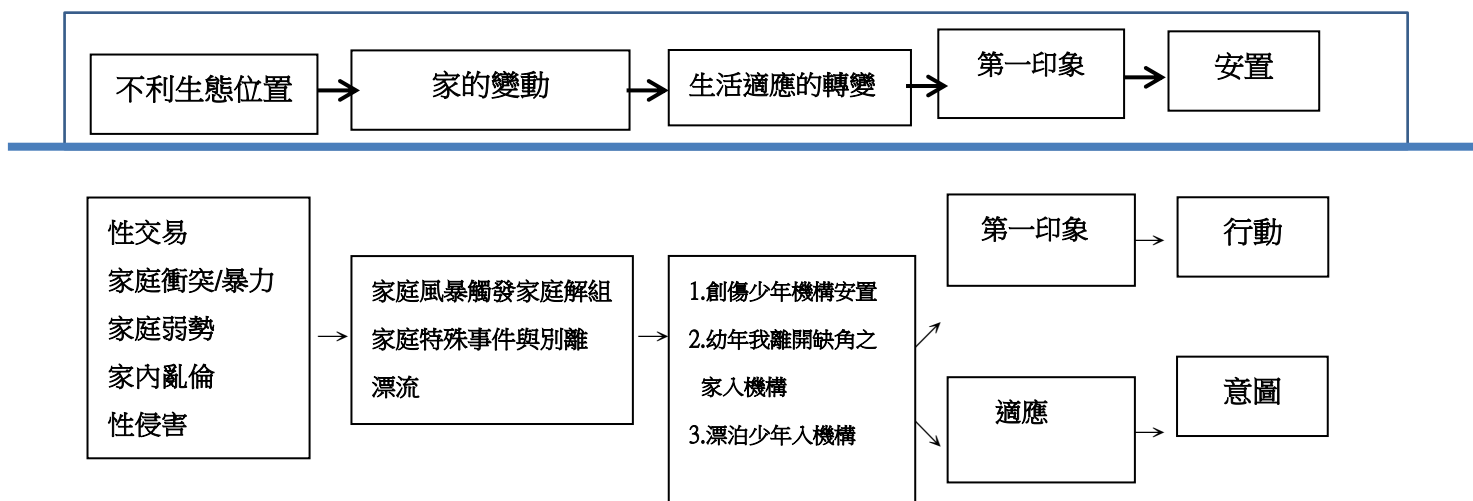 不利生態位置
家的變動
生活適應的轉變
第一印象
安置
性交易
家庭衝突/暴力
家庭弱勢
家內亂倫
性侵害
家庭風暴觸發家庭解組
家庭特殊事件與別離
漂流
1.創傷少年機構安置
2.幼年我離開缺角之
家入機構
3.漂泊少年入機構
第一印象
行動
適應
意圖